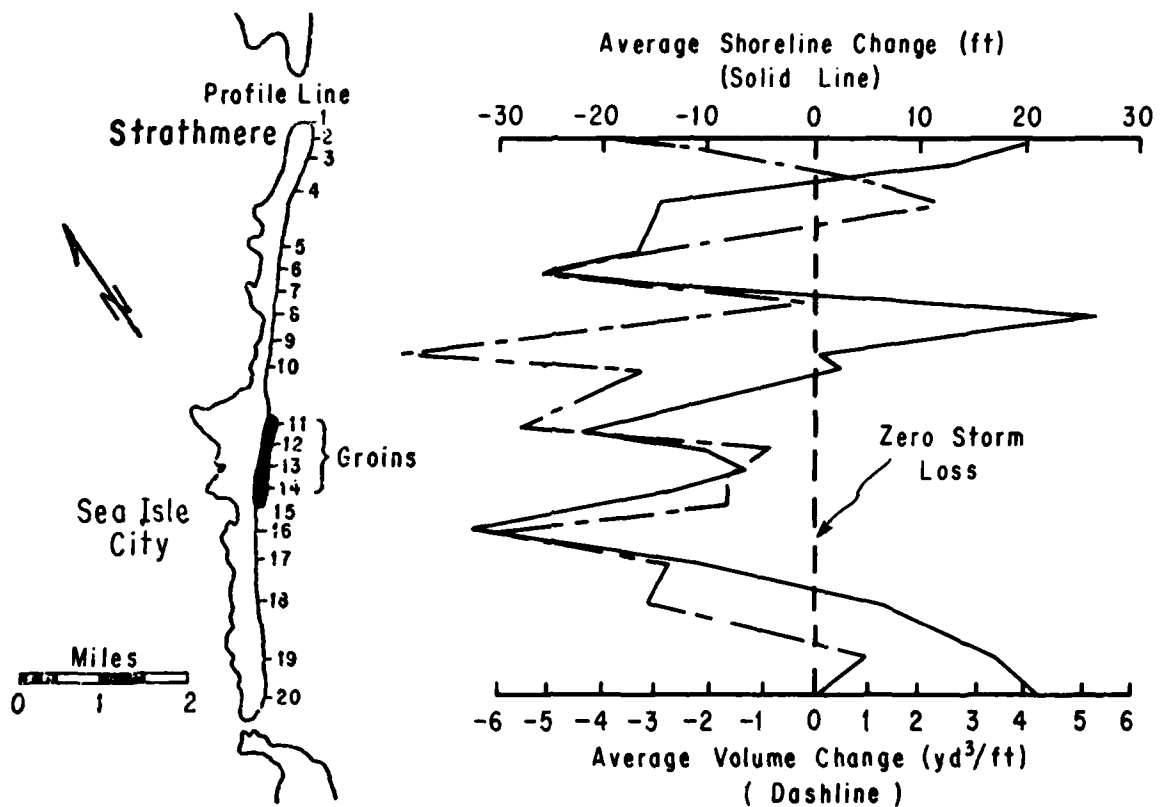 Profile Line
Strathmere
1
2
3
4
5
6
7
8
9
10
11
12
13
14
15
16
17
18
19
20
Groins
Sea Isle
City
Miles
0 1 2
Average Shoreline Change (ft)
(Solid Line)
-30 -20 -10 0 10 20 30
Zero Storm
Loss
-6 -5 -4 -3 -2 -1 0 1 2 3 4 5 6
Average Volume Change (yd³/ft)
( Dashline )